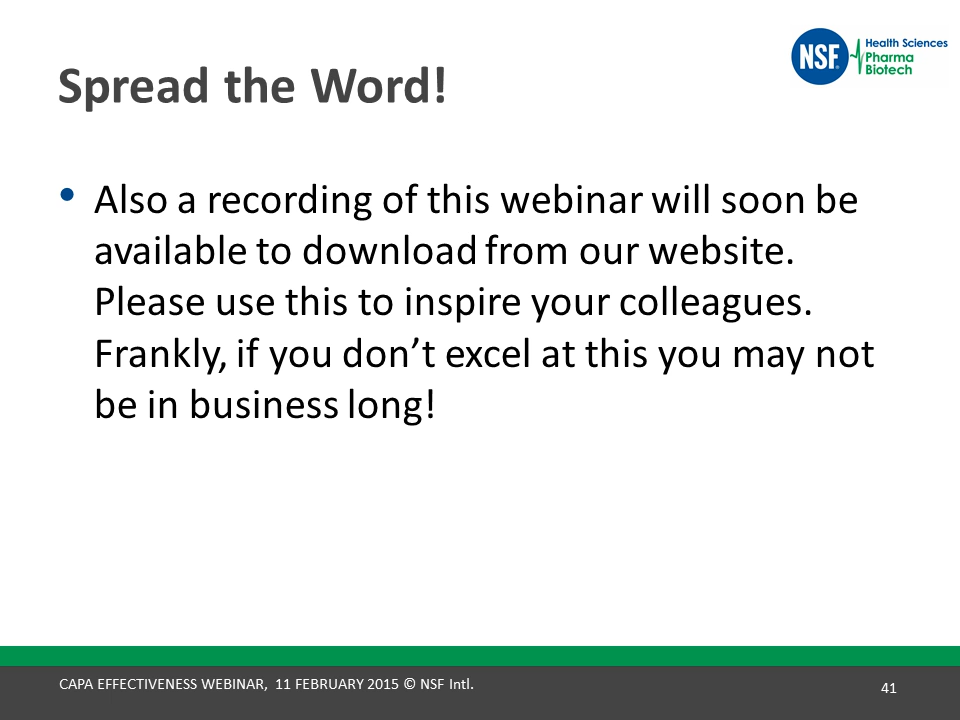 NSF
Health Sciences
Pharma
Biotech
Spread the Word!
• Also a recording of this webinar will soon be
available to download from our website.
Please use this to inspire your colleagues.
Frankly, if you don’t excel at this you may not
be in business long!
CAPA EFFECTIVENESS WEBINAR, 11 FEBRUARY 2015 © NSF Intl.
41